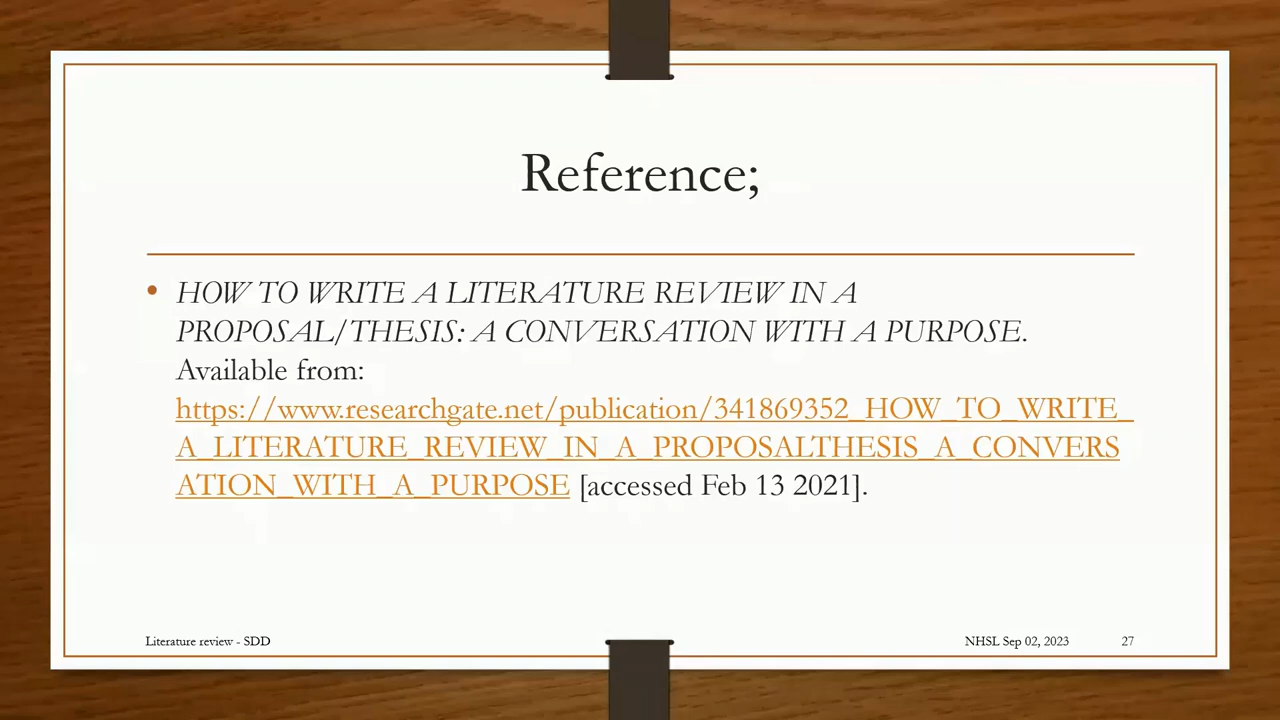 Reference;
• HOW TO WRITE A LITERATURE REVIEW IN A
PROPOSAL/THESIS: A CONVERSATION WITH A PURPOSE.
Available from:
https://www.researchgate.net/publication/341869352_HOW_TO_WRITE_
A_LITERATURE_REVIEW_IN_A_PROPOSALTHESIS_A_CONVERS
ATION_WITH_A_PURPOSE [accessed Feb 13 2021].
Literature review - SDD
NHSL Sep 02, 2023
27